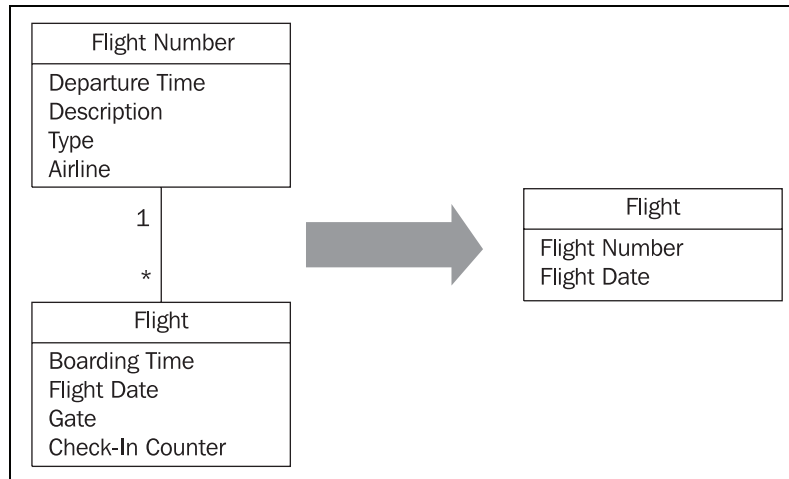 Flight Number
Departure Time
Description
Type
Airline
1
*
Flight
Boarding Time
Flight Date
Gate
Check-In Counter
Flight
Flight Number
Flight Date